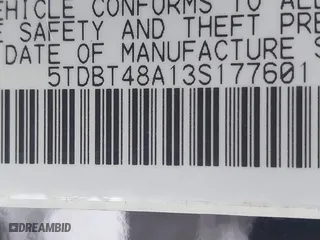 VEHICLE CONFORMS TO ALL
SAFETY AND THEFT PRE
DATE OF MANUFACTURE S
5TDBT48A13S177601
DREAMBID